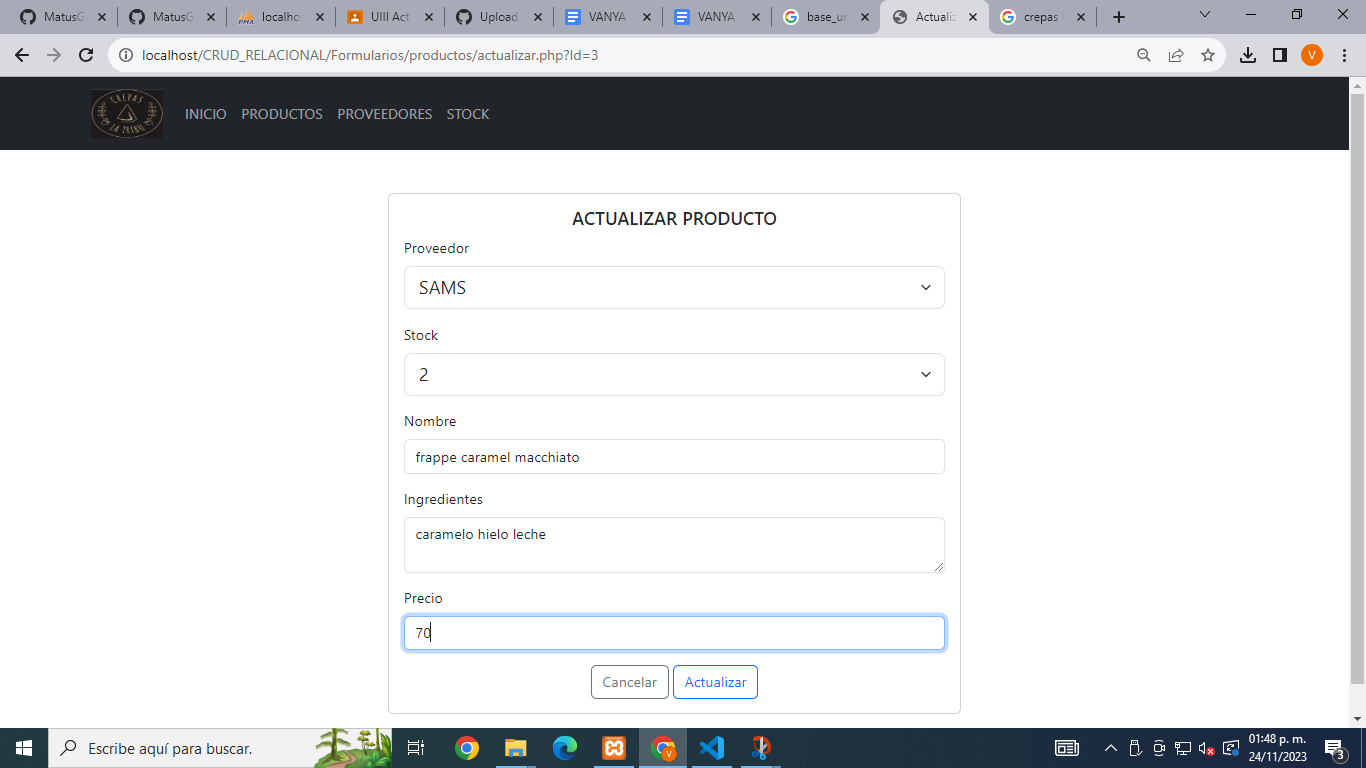 MatusG
MatusG
localhos
UIII Act
Upload
VANYA
VANYA
base_ur
Actualiz
crepas
localhost/CRUD_RELACIONAL/Formularios/productos/actualizar.php?Id=3
V
CREPAS
LA TRIBU
INICIO PRODUCTOS PROVEEDORES STOCK
ACTUALIZAR PRODUCTO
Proveedor
SAMS
Stock
2
Nombre
frappe caramel macchiato
Ingredientes
caramelo hielo leche
Precio
70
Cancelar Actualizar
Escribe aquí para buscar.
V
01:48 p. m.
24/11/2023
3